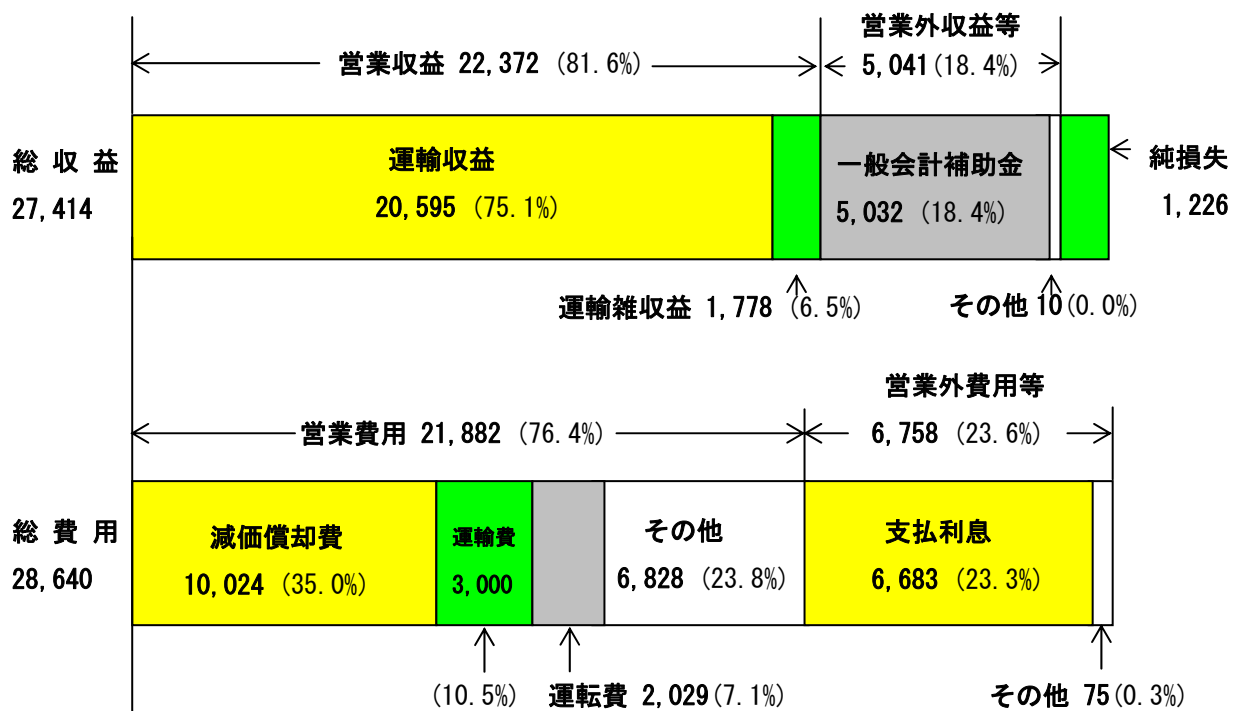 営業外収益等
営業収益 22,372 (81.6%)
5,041(18.4%)
総収益
27,414
運輸収益
20,595 (75.1%)
一般会計補助金
5,032 (18.4%)
純損失
1,226
運輸雑収益 1,778 (6.5%)
その他 10(0.0%)
営業外費用等
営業費用 21,882 (76.4%)
6,758 (23.6%)
総費用
28,640
減価償却費
10,024 (35.0%)
運輸費
3,000
その他
6,828 (23.8%)
支払利息
6,683 (23.3%)
(10.5%)
運転費 2,029(7.1%)
その他 75(0.3%)